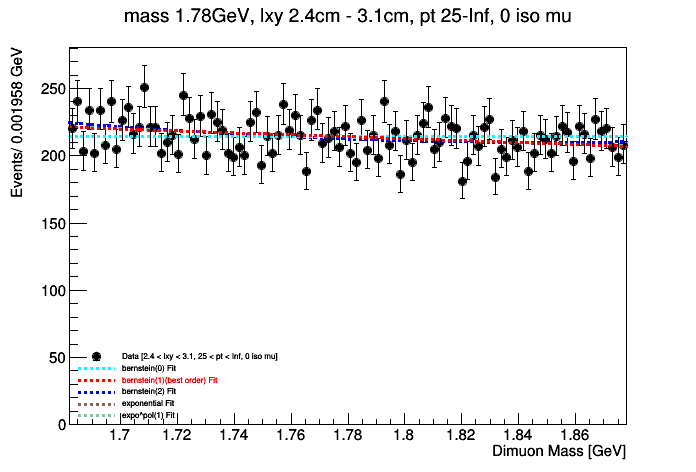 mass 1.78GeV, lxy 2.4cm - 3.1cm, pt 25-Inf, 0 iso mu
Events/ 0.001958 GeV
250
200
150
100
50
0
Data [2.4 < lxy < 3.1, 25 < pt < Inf, 0 iso mu]
bernstein(0) Fit
bernstein(1)(best order) Fit
bernstein(2) Fit
exponential Fit
expo*pol(1) Fit
1.7 1.72 1.74 1.76 1.78 1.8 1.82 1.84 1.86
Dimuon Mass [GeV]